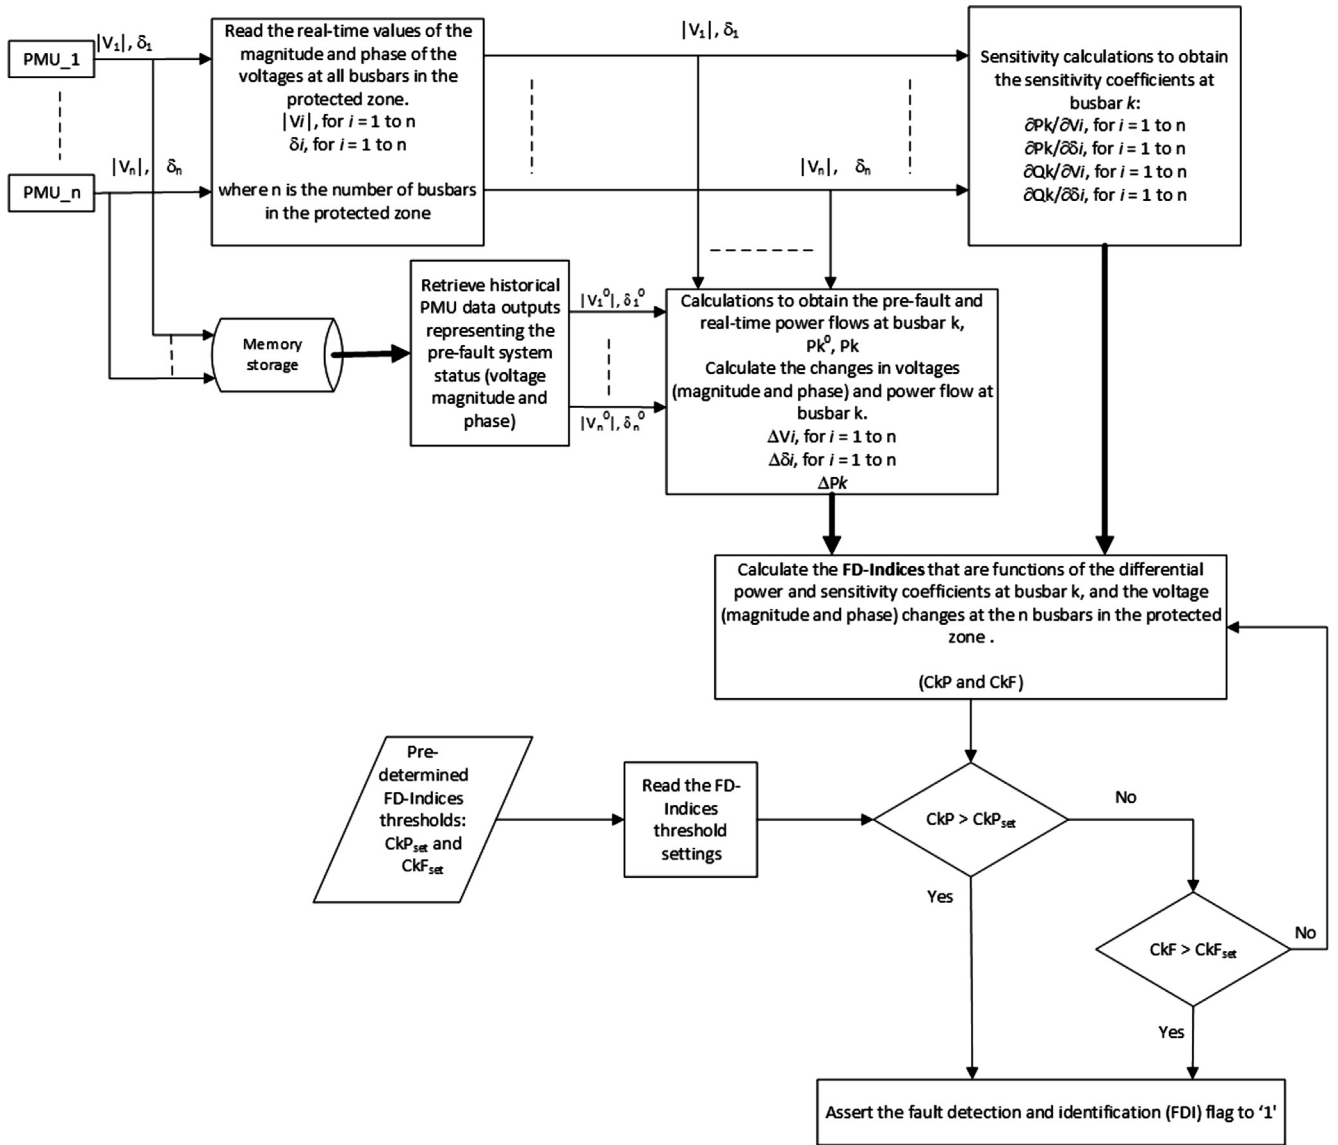 PMU_1
|V₁|, δ₁
PMU_n
|Vₙ|, δₙ
Read the real-time values of the
magnitude and phase of the
voltages at all busbars in the
protected zone.
|Vi|, for i = 1 to n
δi, for i = 1 to n
where n is the number of busbars
in the protected zone
|V₁|, δ₁
|Vₙ|, δₙ
Sensitivity calculations to obtain
the sensitivity coefficients at
busbar k:
∂Pk/∂Vi, for i = 1 to n
∂Pk/∂δi, for i = 1 to n
∂Qk/∂Vi, for i = 1 to n
∂Qk/∂δi, for i = 1 to n
Memory
storage
Retrieve historical
PMU data outputs
representing the
pre-fault system
status (voltage
magnitude and
phase)
|V₁⁰|, δ₁⁰
|Vₙ⁰|, δₙ⁰
Calculations to obtain the pre-fault and
real-time power flows at busbar k,
Pk⁰, Pk
Calculate the changes in voltages
(magnitude and phase) and power flow at
busbar k.
ΔVi, for i = 1 to n
Δδi, for i = 1 to n
ΔPk
Calculate the FD-Indices that are functions of the differential
power and sensitivity coefficients at busbar k, and the voltage
(magnitude and phase) changes at the n busbars in the protected
zone .
(CkP and CkF)
Pre-
determined
FD-Indices
thresholds:
CkPset and
CkFset
Read the FD-
Indices
threshold
settings
CkP > CkPset
No
Yes
CkF > CkFset
No
Yes
Assert the fault detection and identification (FDI) flag to ‘1'